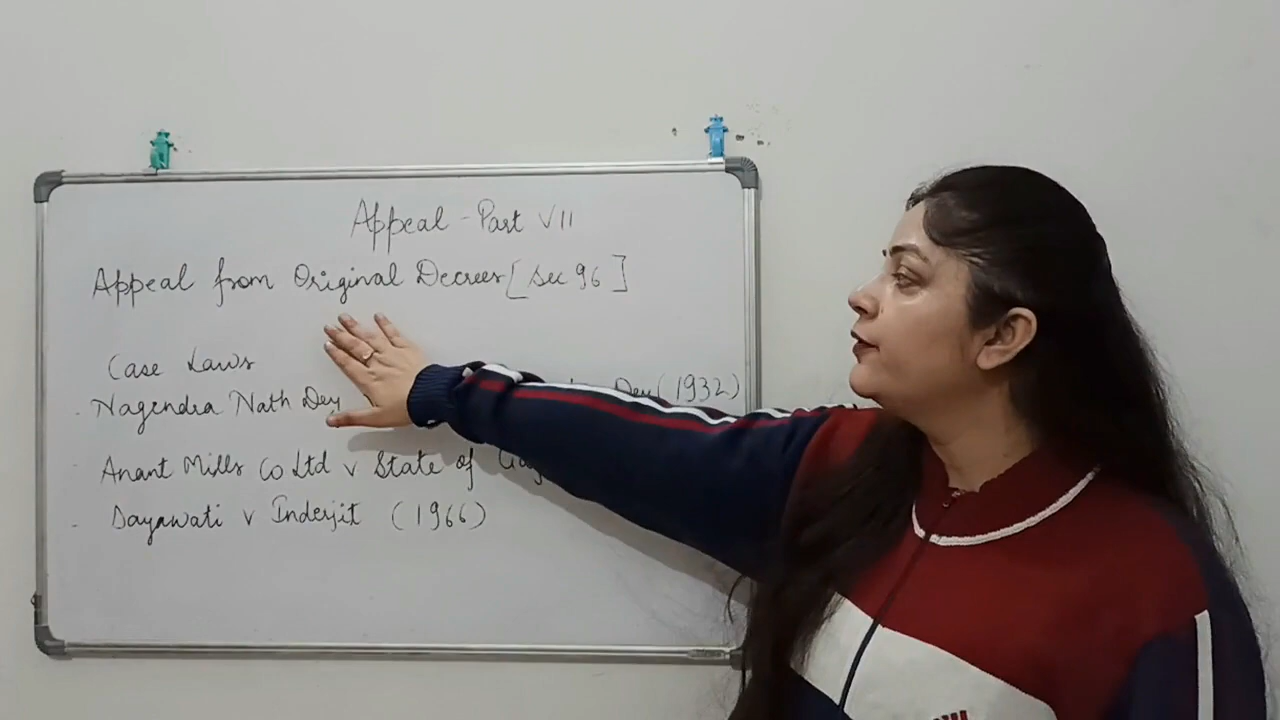 Appeal - Part VII
Appeal from Original Decrees [Sec 96]
Case Laws
- Nagendra Nath Dey Dey (1932)
- Anant Mills Co Ltd v State of
- Dayawati v Inderjit (1966)